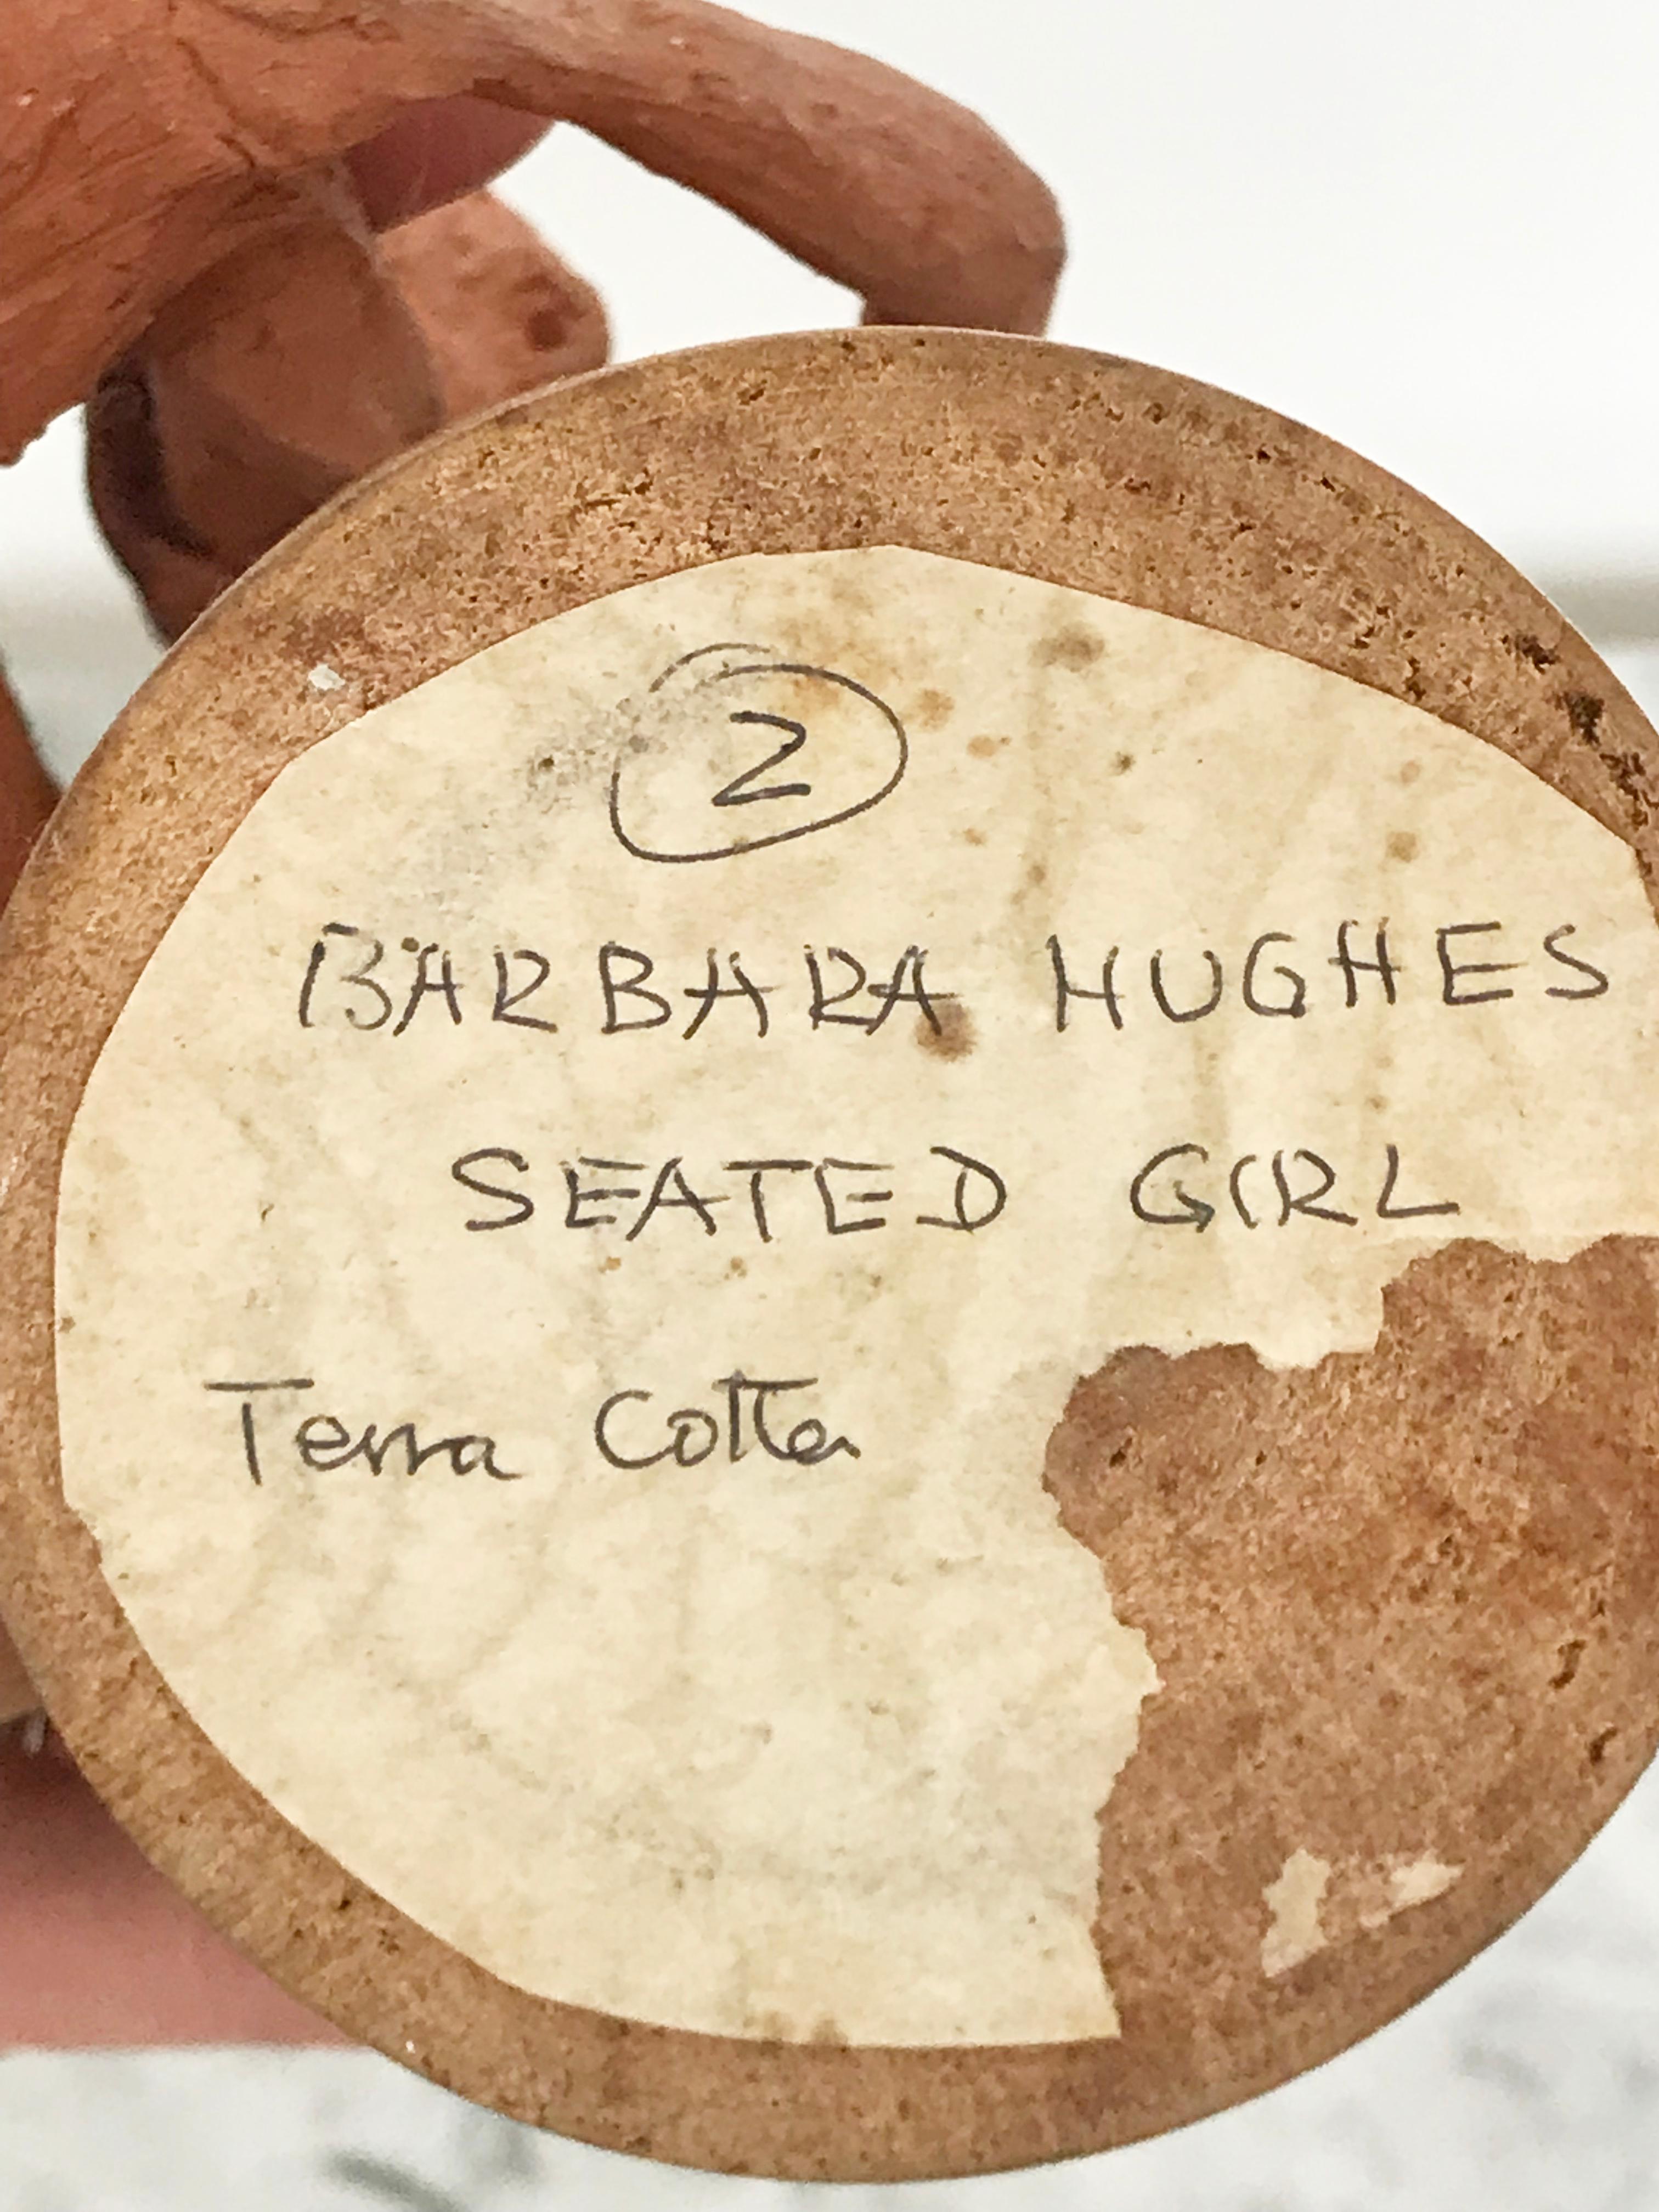 2
BARBARA HUGHES
SEATED GIRL
Terra Cotta